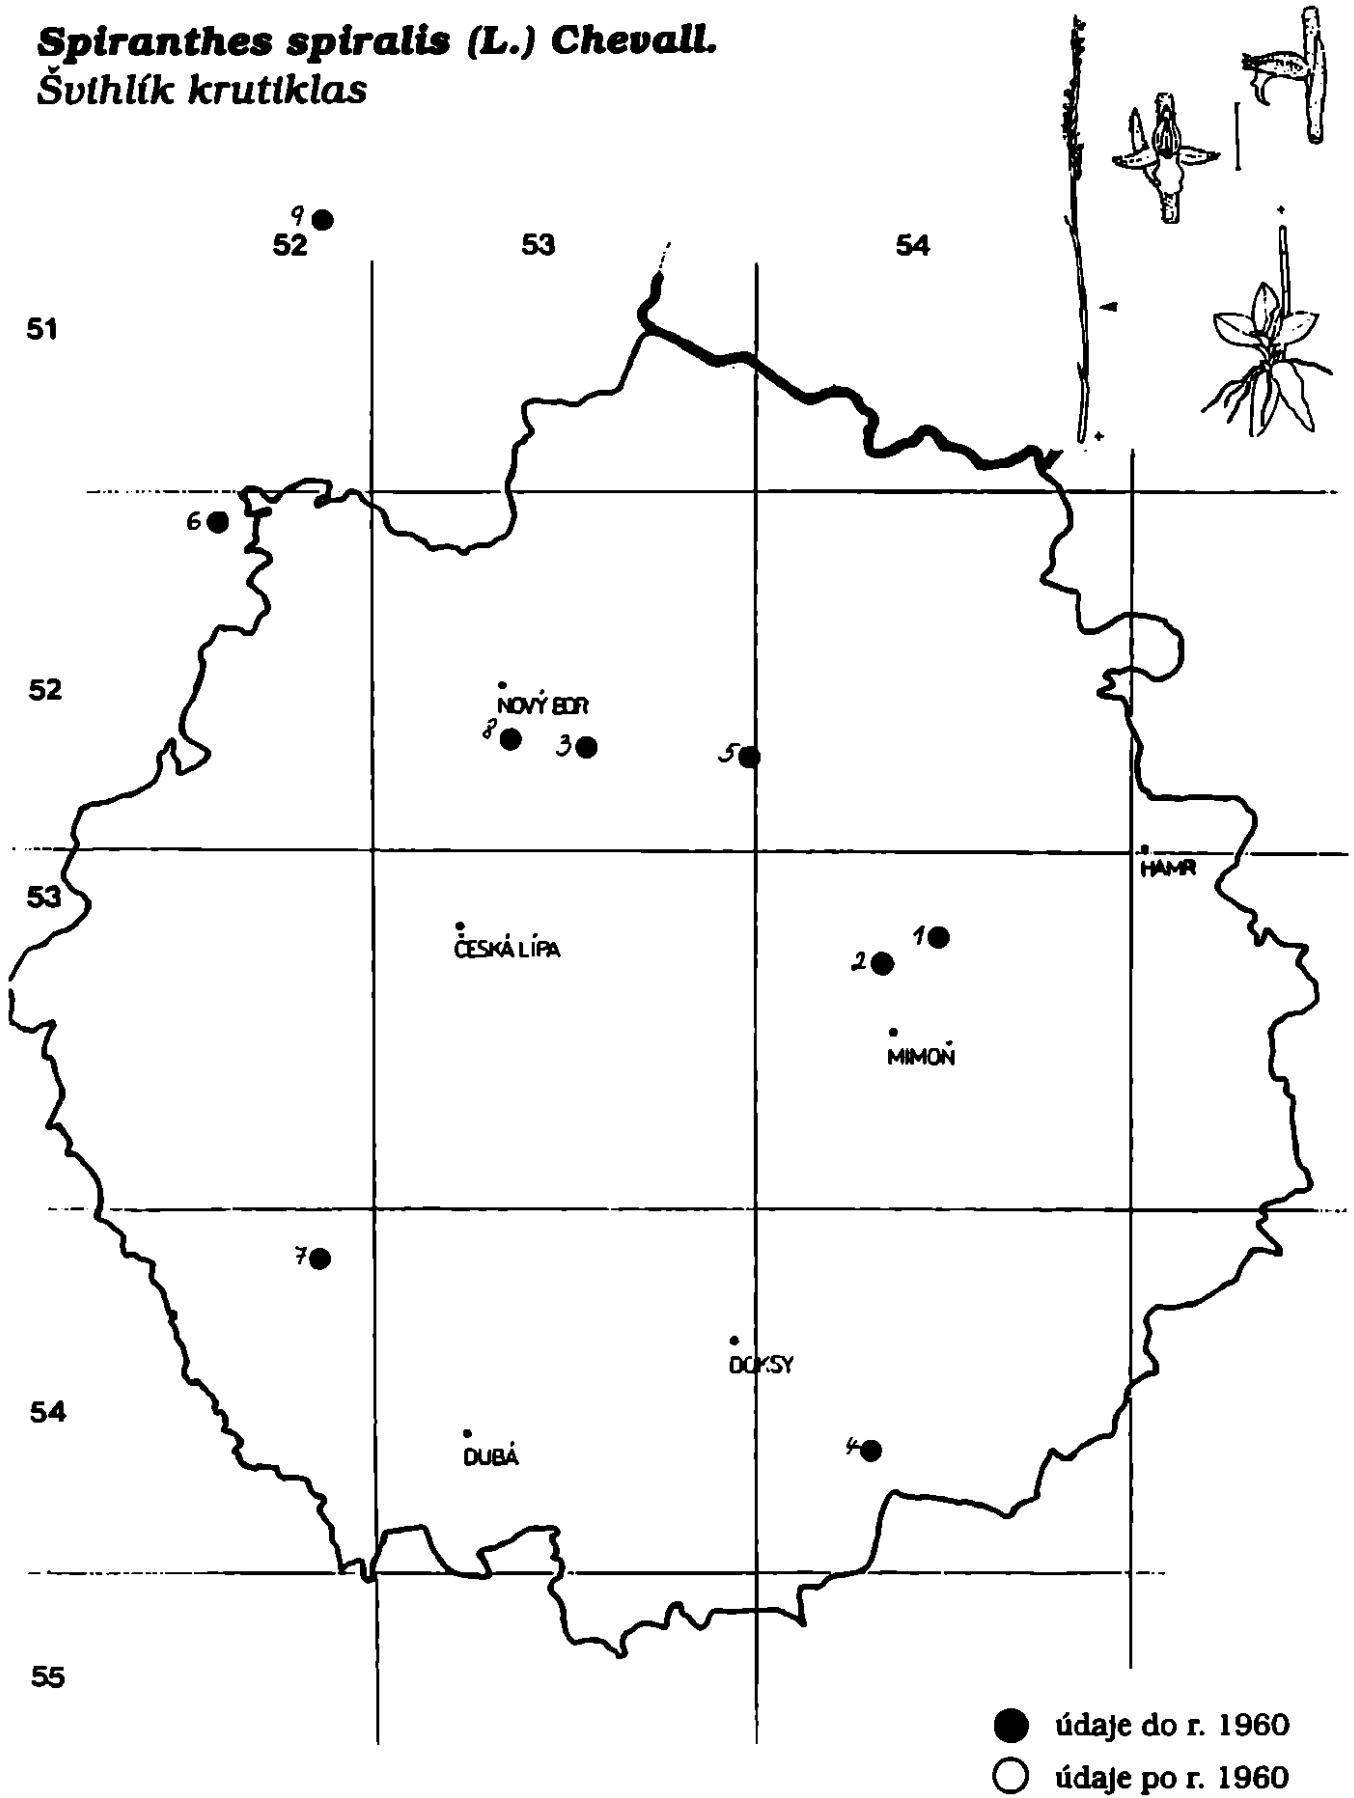 Spiranthes spiralis (L.) Chevall.
Švihlík krutiklas
9
52 53 54
51
6
52
NOVÝ BOR
8 3 5
HAMR
53
ČESKÁ LÍPA
1
2
MIMOŇ
7
DOKSY
54
DUBÁ
4
55
údaje do r. 1960
údaje po r. 1960